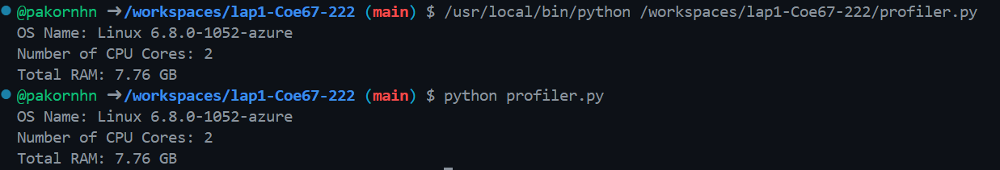 @pakornhn ➜/workspaces/lap1-Coe67-222 (main) $ /usr/local/bin/python /workspaces/lap1-Coe67-222/profiler.py
OS Name: Linux 6.8.0-1052-azure
Number of CPU Cores: 2
Total RAM: 7.76 GB
@pakornhn ➜/workspaces/lap1-Coe67-222 (main) $ python profiler.py
OS Name: Linux 6.8.0-1052-azure
Number of CPU Cores: 2
Total RAM: 7.76 GB